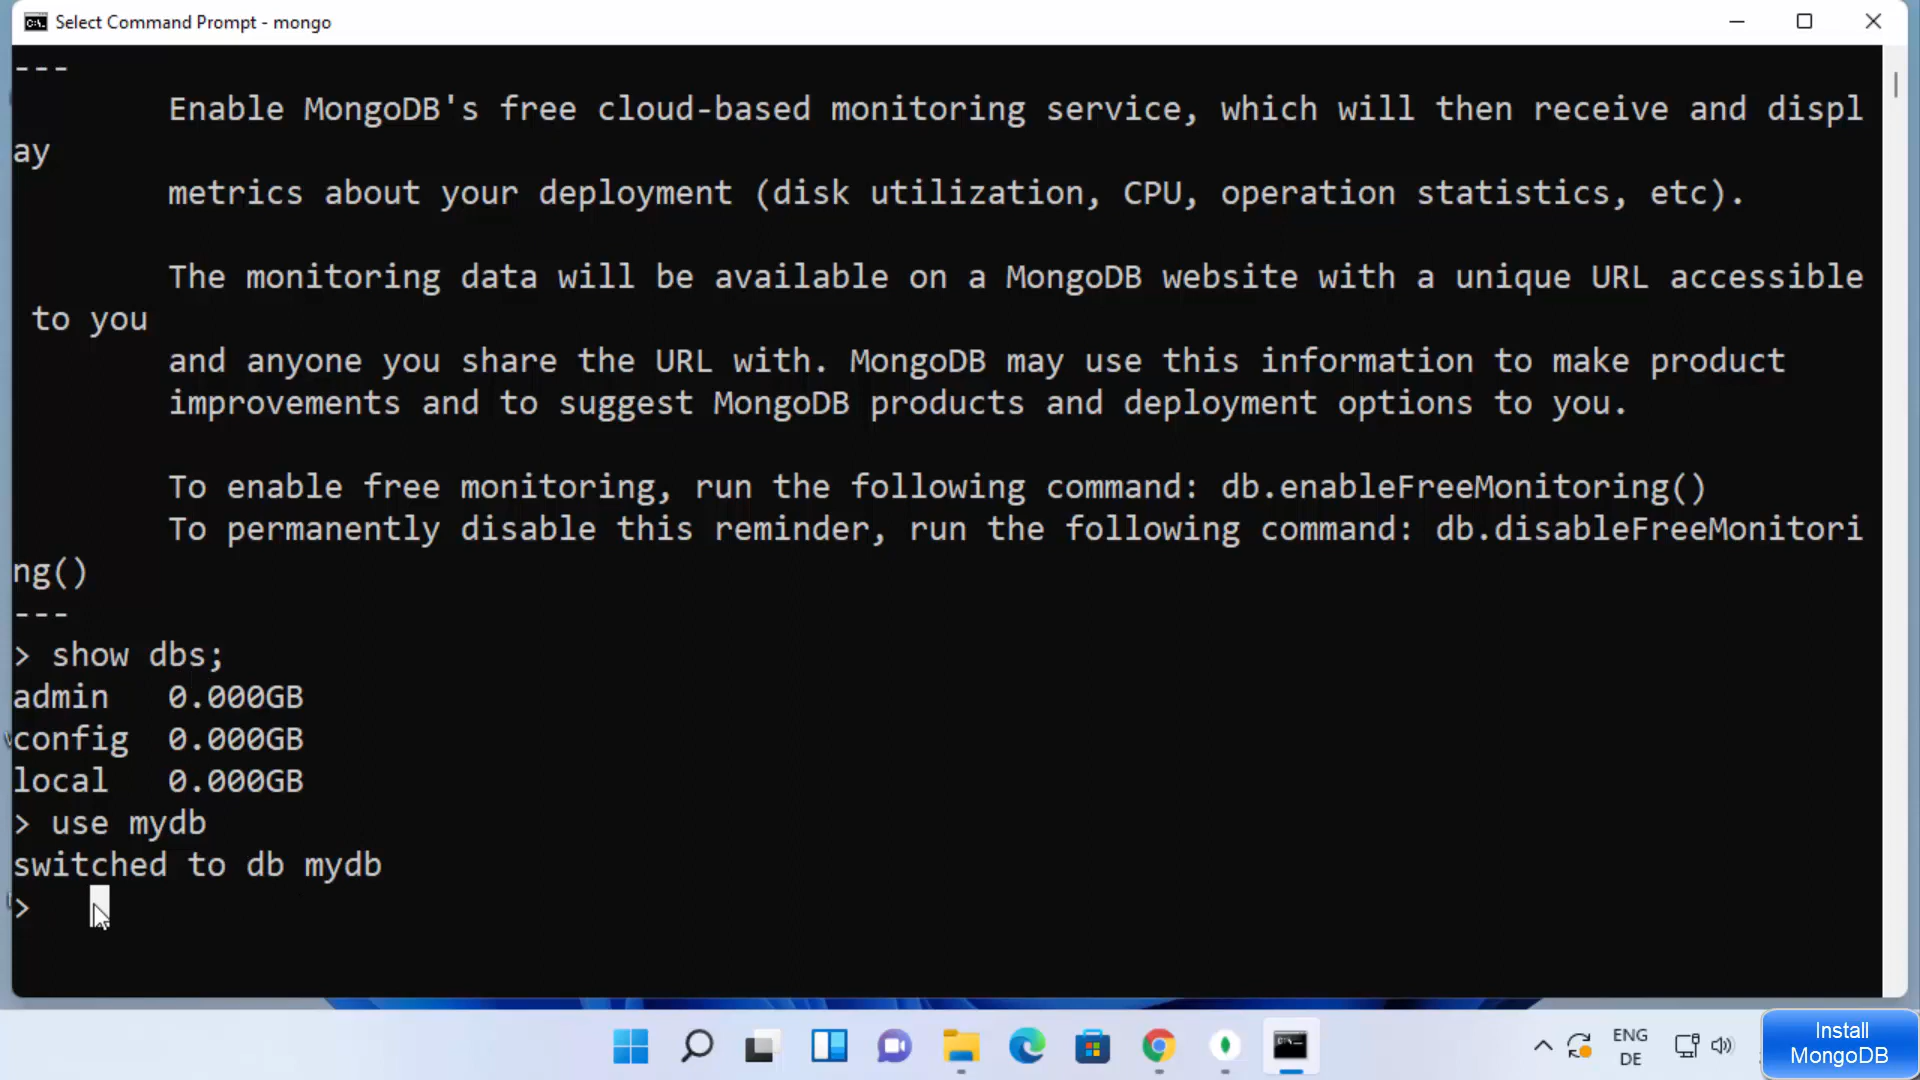 Select Command Prompt - mongo
---
Enable MongoDB's free cloud-based monitoring service, which will then receive and displ
ay
metrics about your deployment (disk utilization, CPU, operation statistics, etc).
The monitoring data will be available on a MongoDB website with a unique URL accessible
to you
and anyone you share the URL with. MongoDB may use this information to make product
improvements and to suggest MongoDB products and deployment options to you.
To enable free monitoring, run the following command: db.enableFreeMonitoring()
To permanently disable this reminder, run the following command: db.disableFreeMonitori
ng()
---
> show dbs;
admin 0.000GB
config 0.000GB
local 0.000GB
> use mydb
switched to db mydb
>
ENG
DE
Install
MongoDB